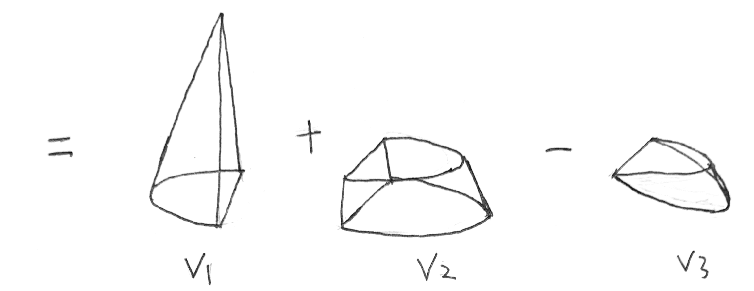 = + −
V1 V2 V3